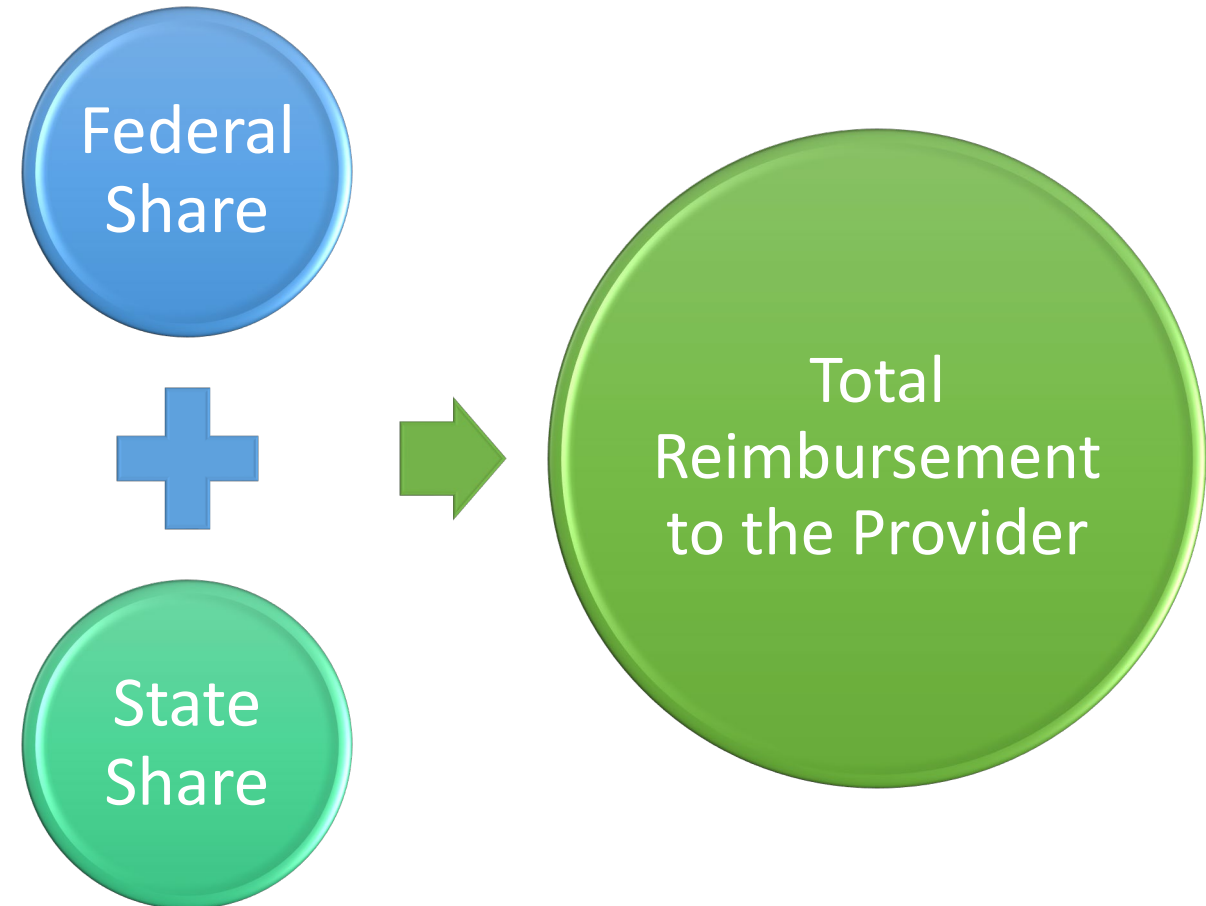 Federal
Share
State
Share
Total
Reimbursement
to the Provider